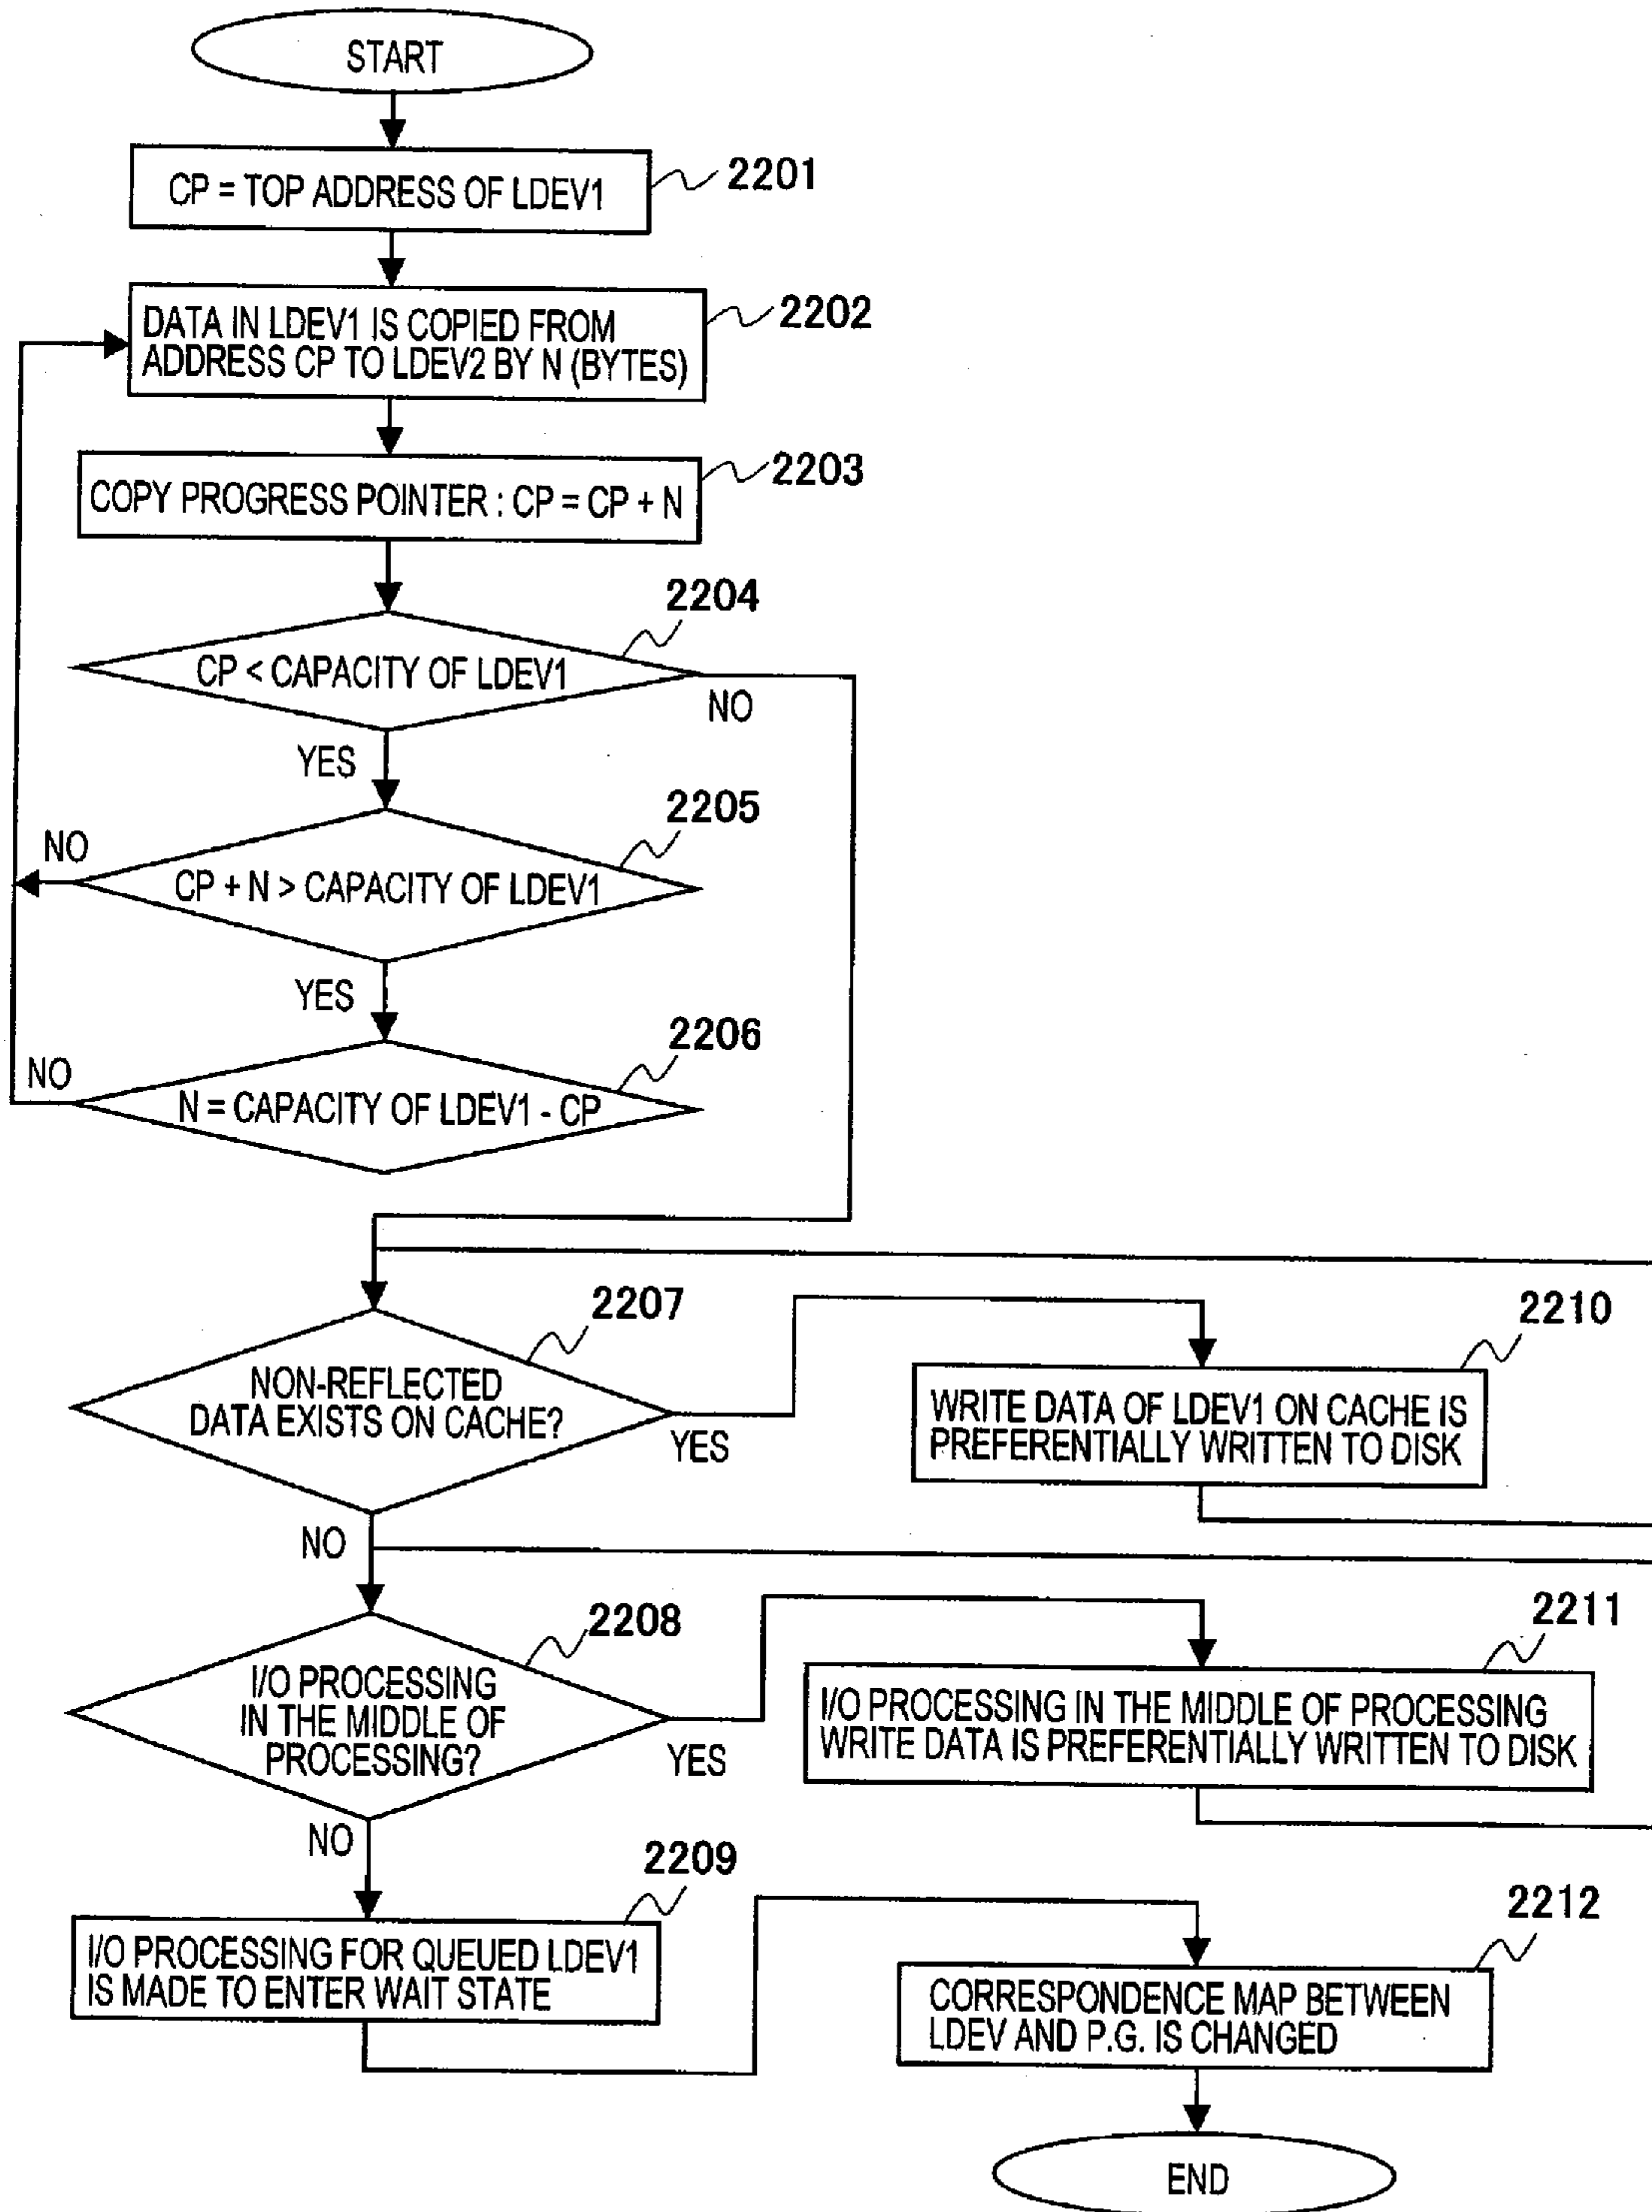 START
CP = TOP ADDRESS OF LDEV1
2201
DATA IN LDEV1 IS COPIED FROM
ADDRESS CP TO LDEV2 BY N (BYTES)
2202
COPY PROGRESS POINTER : CP = CP + N
2203
CP < CAPACITY OF LDEV1
2204
NO
YES
CP + N > CAPACITY OF LDEV1
2205
NO
YES
N = CAPACITY OF LDEV1 - CP
2206
NO
NON-REFLECTED
DATA EXISTS ON CACHE?
2207
YES
NO
WRITE DATA OF LDEV1 ON CACHE IS
PREFERENTIALLY WRITTEN TO DISK
2210
I/O PROCESSING
IN THE MIDDLE OF
PROCESSING?
2208
YES
NO
I/O PROCESSING IN THE MIDDLE OF PROCESSING
WRITE DATA IS PREFERENTIALLY WRITTEN TO DISK
2211
I/O PROCESSING FOR QUEUED LDEV1
IS MADE TO ENTER WAIT STATE
2209
CORRESPONDENCE MAP BETWEEN
LDEV AND P.G. IS CHANGED
2212
END